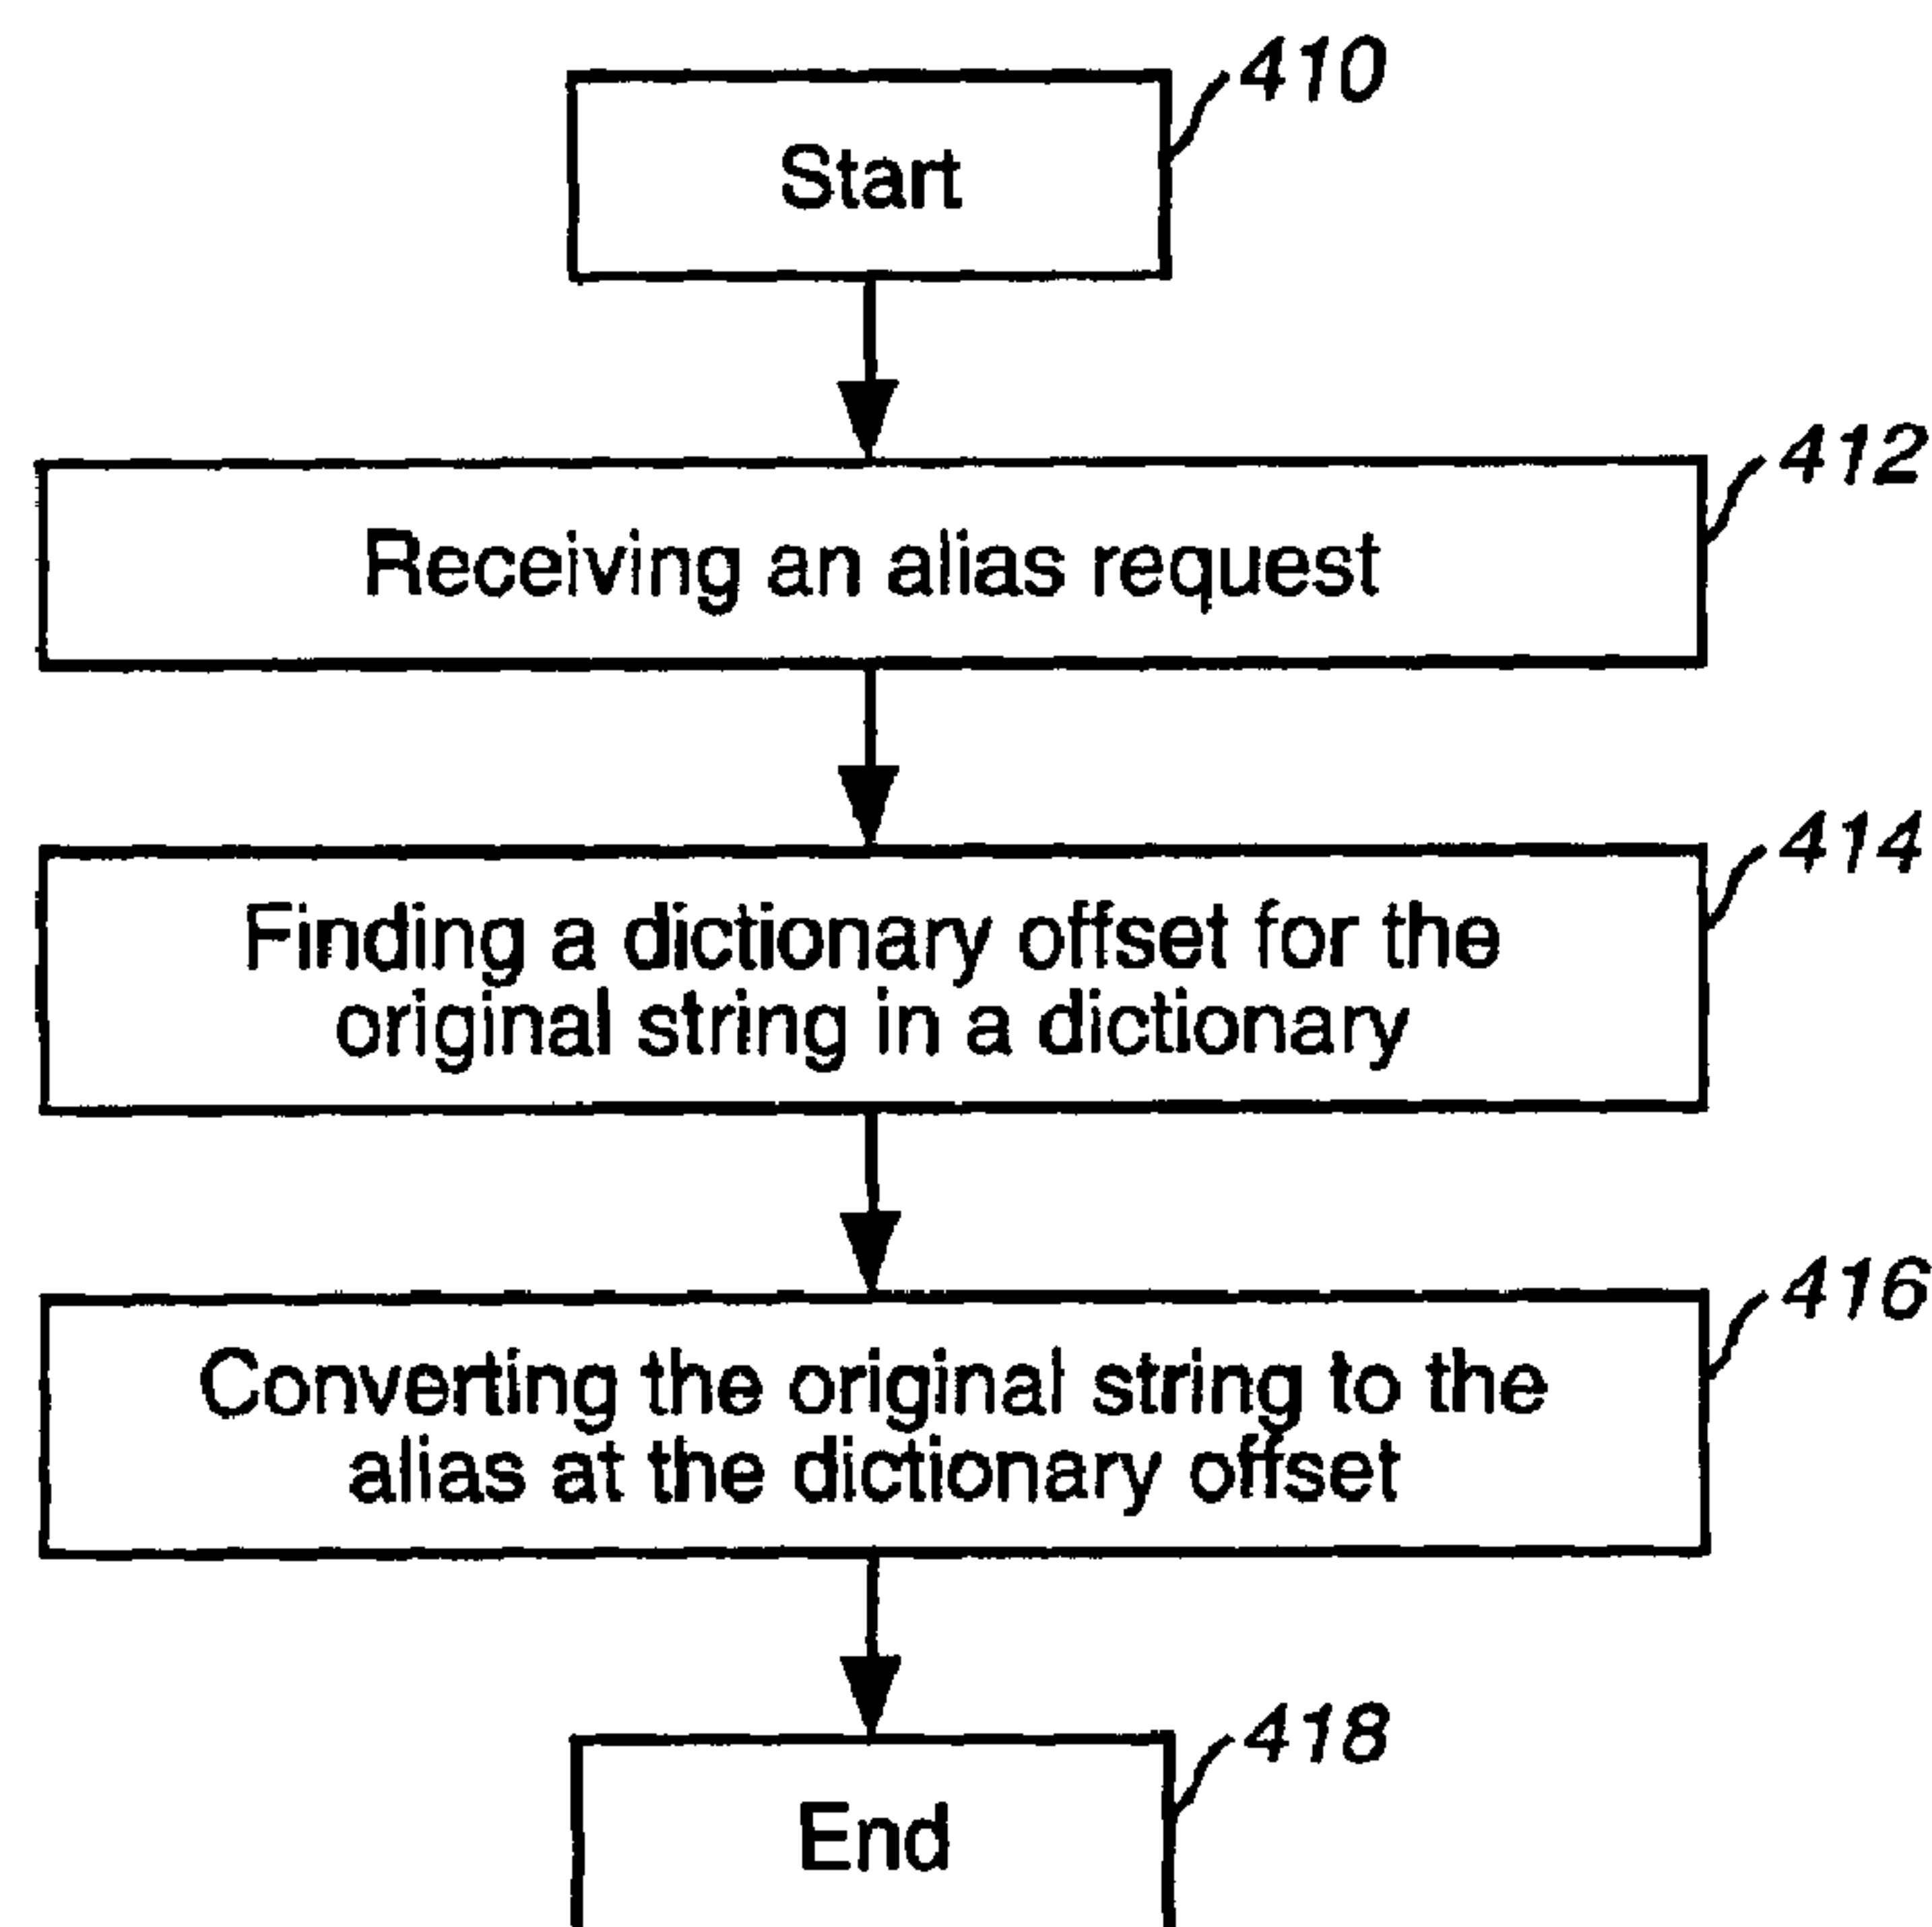 410
Start
412
Receiving an alias request
414
Finding a dictionary offset for the
original string in a dictionary
416
Converting the original string to the
alias at the dictionary offset
418
End